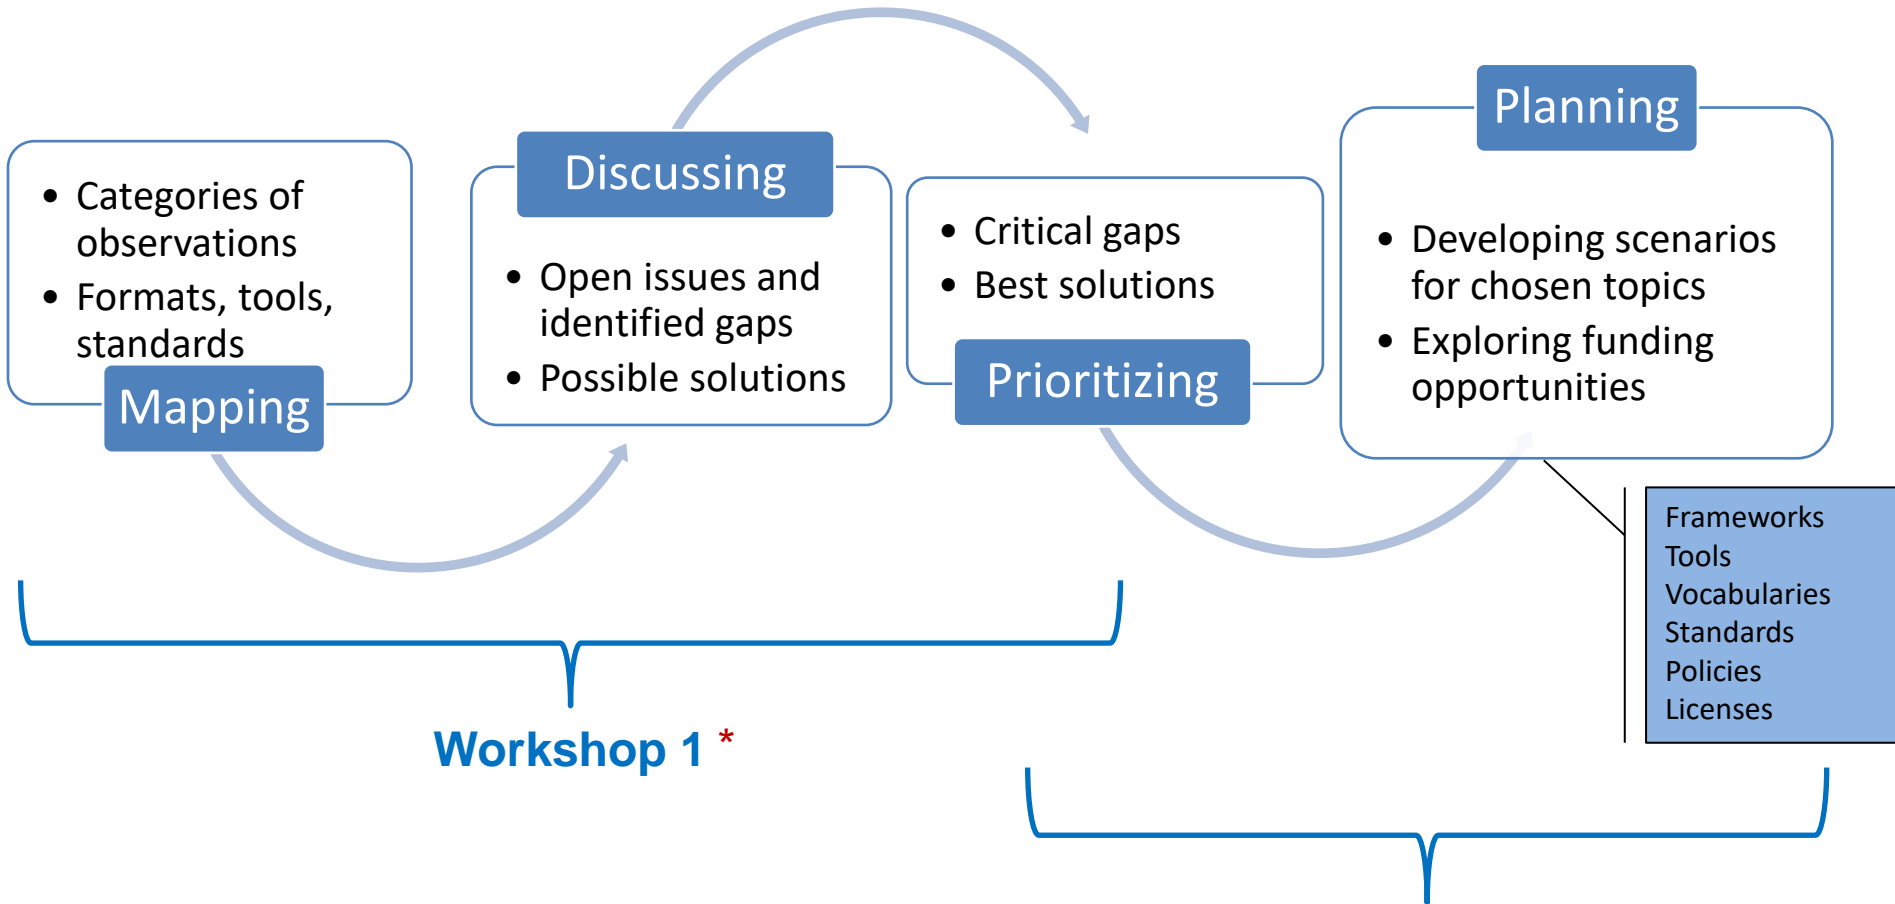 • Categories of
observations
• Formats, tools,
standards
Mapping
Discussing
• Open issues and
identified gaps
• Possible solutions
• Critical gaps
• Best solutions
Prioritizing
Planning
• Developing scenarios
for chosen topics
• Exploring funding
opportunities
Frameworks
Tools
Vocabularies
Standards
Policies
Licenses
Workshop 1 *